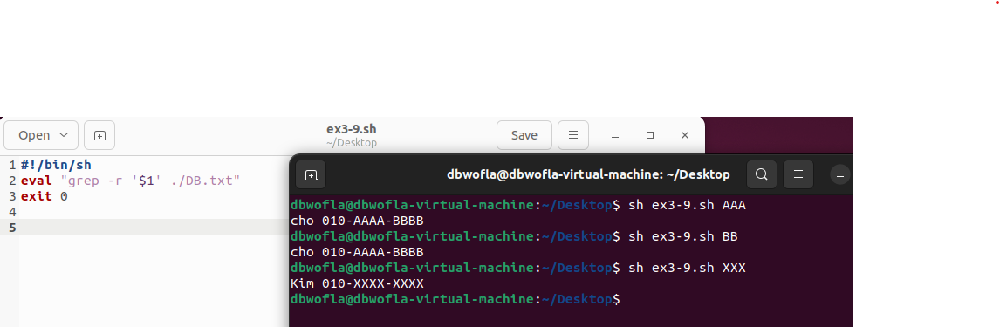 Open
ex3-9.sh
~/Desktop
Save
1 #!/bin/sh
2 eval "grep -r '$1' ./DB.txt"
3 exit 0
4
5
dbwofla@dbwofla-virtual-machine: ~/Desktop
dbwofla@dbwofla-virtual-machine:~/Desktop$ sh ex3-9.sh AAA
cho 010-AAAA-BBBB
dbwofla@dbwofla-virtual-machine:~/Desktop$ sh ex3-9.sh BB
cho 010-AAAA-BBBB
dbwofla@dbwofla-virtual-machine:~/Desktop$ sh ex3-9.sh XXX
Kim 010-XXXX-XXXX
dbwofla@dbwofla-virtual-machine:~/Desktop$